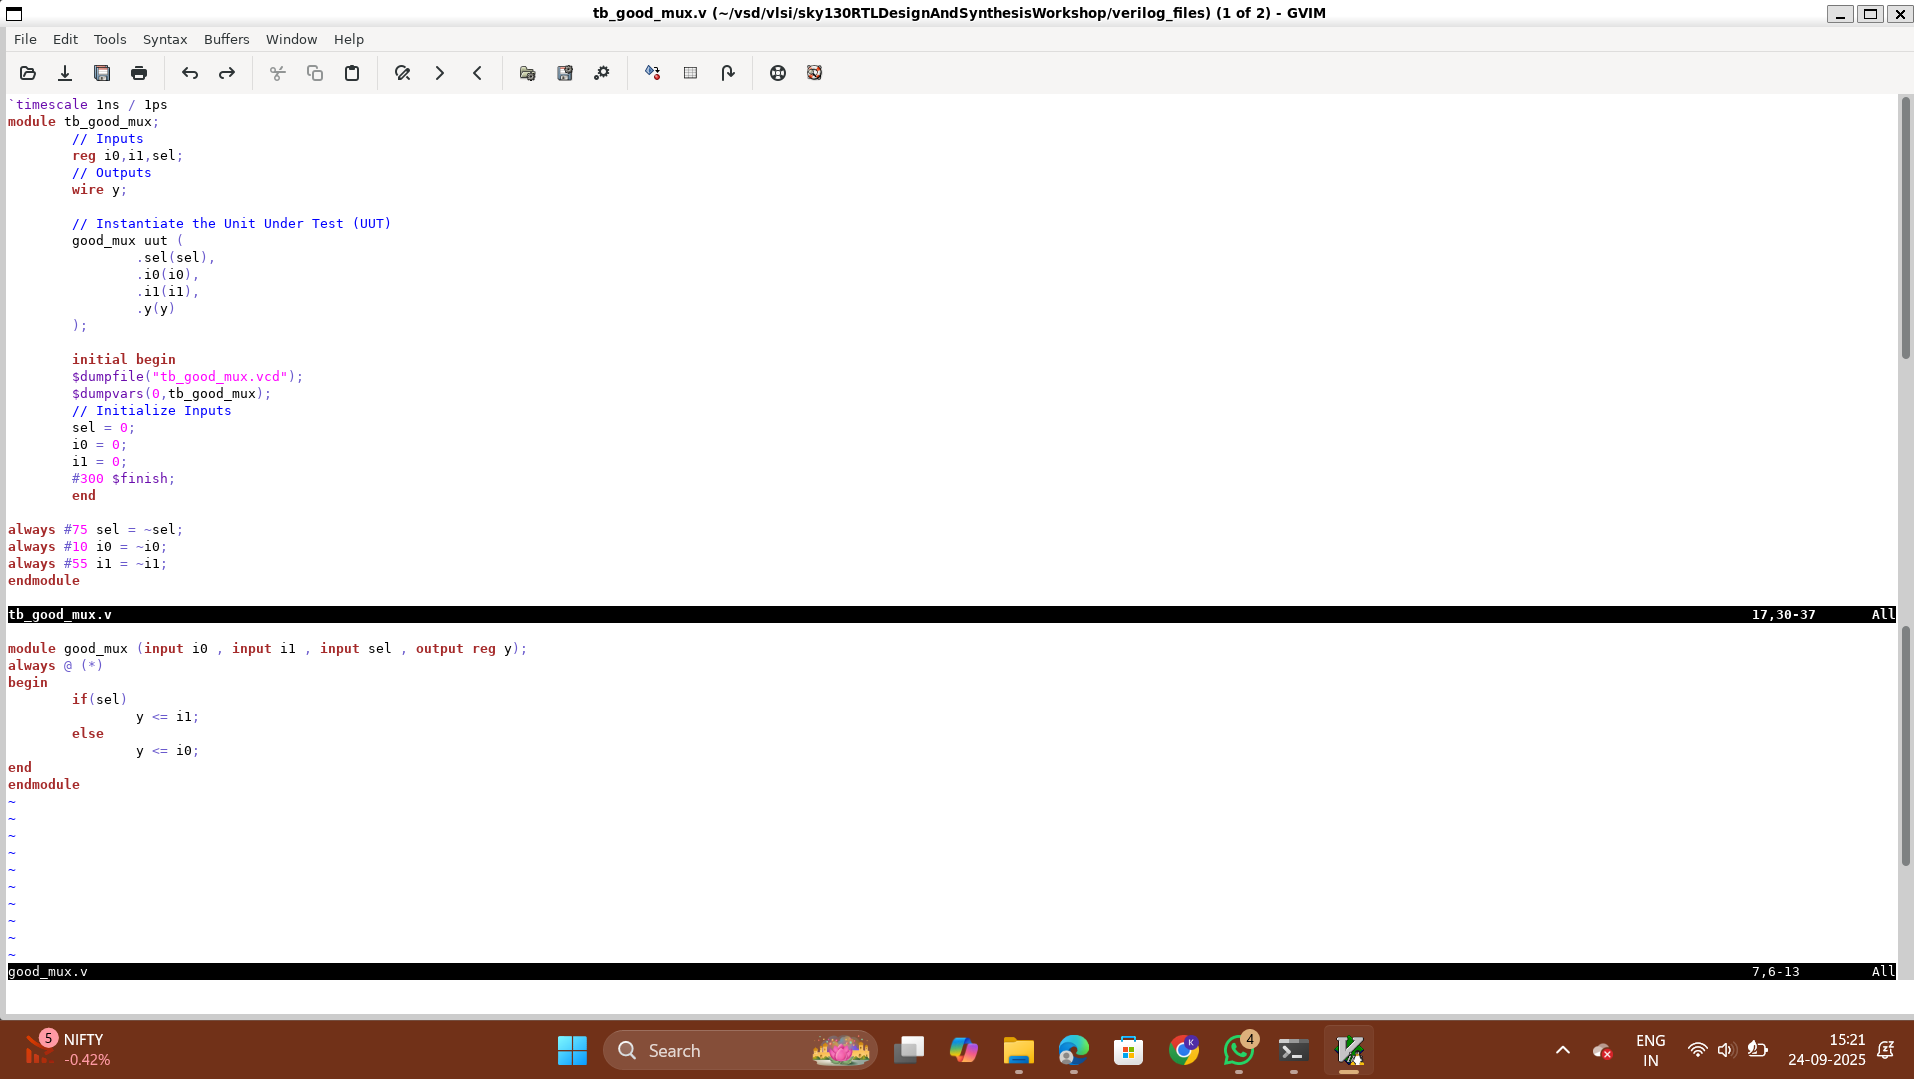 tb_good_mux.v (~/vsd/vlsi/sky130RTLDesignAndSynthesisWorkshop/verilog_files) (1 of 2) - GVIM
File Edit Tools Syntax Buffers Window Help
`timescale 1ns / 1ps
module tb_good_mux;
// Inputs
reg i0,i1,sel;
// Outputs
wire y;
// Instantiate the Unit Under Test (UUT)
good_mux uut (
.sel(sel),
.i0(i0),
.i1(i1),
.y(y)
);
initial begin
$dumpfile("tb_good_mux.vcd");
$dumpvars(0,tb_good_mux);
// Initialize Inputs
sel = 0;
i0 = 0;
i1 = 0;
#300 $finish;
end
always #75 sel = ~sel;
always #10 i0 = ~i0;
always #55 i1 = ~i1;
endmodule
tb_good_mux.v 17,30-37 All
module good_mux (input i0 , input i1 , input sel , output reg y);
always @ (*)
begin
if(sel)
y <= i1;
else
y <= i0;
end
endmodule
~
~
~
~
~
~
~
~
~
~
good_mux.v 7,6-13 All
5 NIFTY
-0.42%
Search
K
4
ENG
IN
15:21
24-09-2025